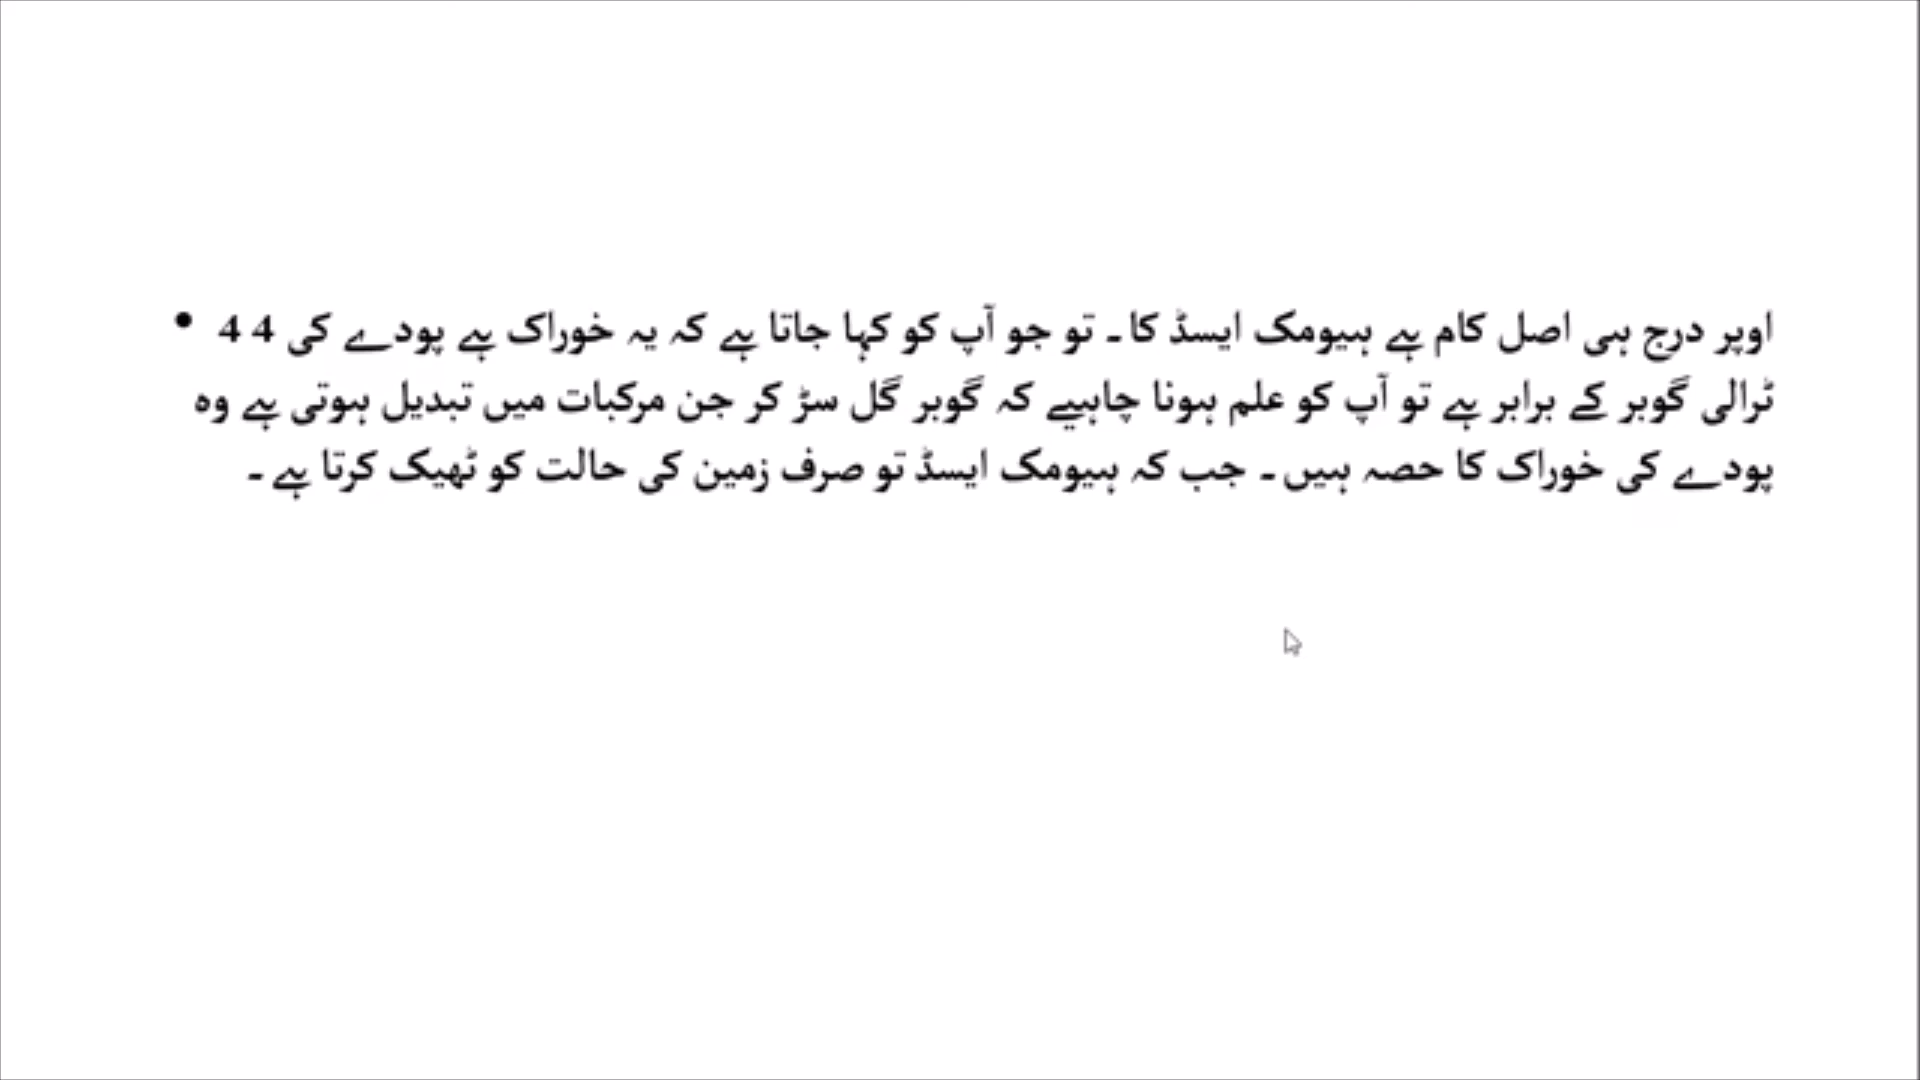 اوپر درج ہی اصل کام ہے ہیومک ایسڈ کا۔ تو جو آپ کو کہا جاتا ہے کہ یہ خوراک ہے پودے کی 4 4 •
ٹرالی گوبر کے برابر ہے تو آپ کو علم ہونا چاہیے کہ گوبر گل سڑ کر جن مرکبات میں تبدیل ہوتی ہے وہ
پودے کی خوراک کا حصہ ہیں۔ جب کہ ہیومک ایسڈ تو صرف زمین کی حالت کو ٹھیک کرتا ہے۔